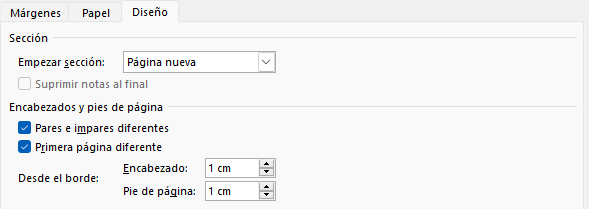 Márgenes Papel Diseño
Sección
Empezar sección: Página nueva
Suprimir notas al final
Encabezados y pies de página
Pares e impares diferentes
Primera página diferente
Encabezado: 1 cm
Desde el borde:
Pie de página: 1 cm